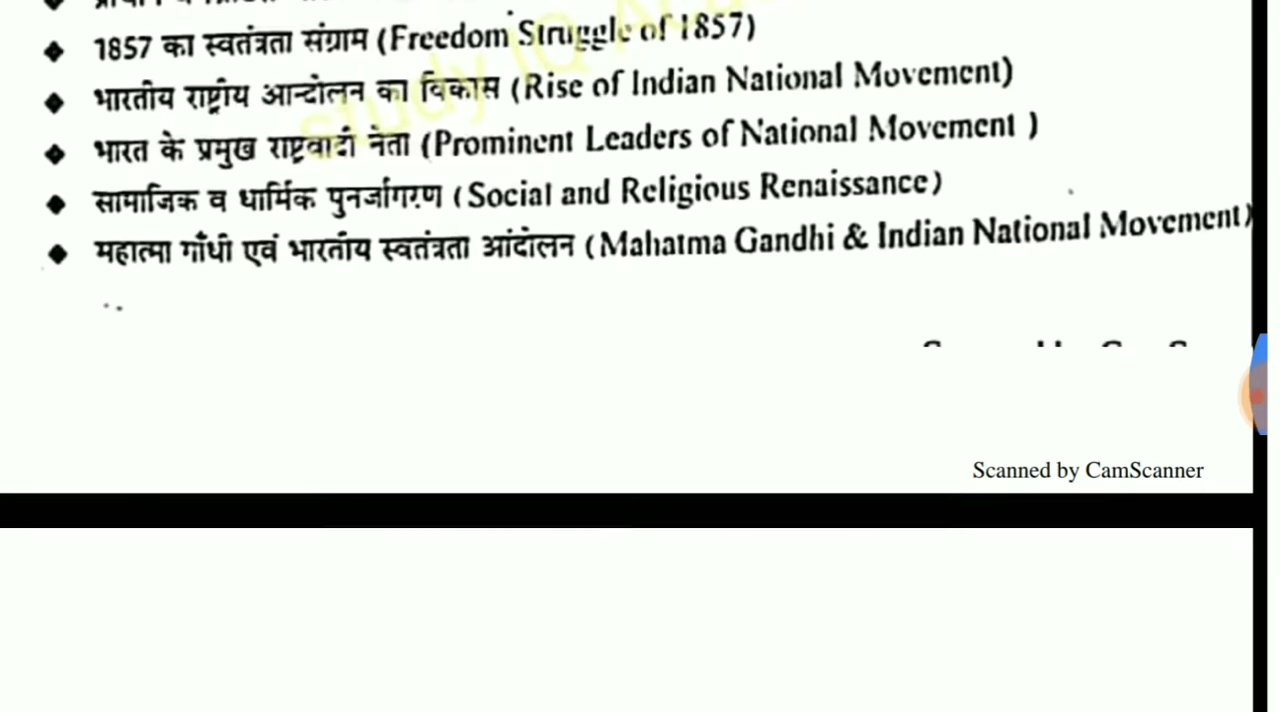 1857 का स्वतंत्रता संग्राम (Freedom Struggle of 1857)
भारतीय राष्ट्रीय आन्दोलन का विकास (Rise of Indian National Movement)
भारत के प्रमुख राष्ट्रवादी नेता (Prominent Leaders of National Movement )
सामाजिक व धार्मिक पुनर्जागरण (Social and Religious Renaissance)
महात्मा गाँधी एवं भारतीय स्वतंत्रता आंदोलन (Mahatma Gandhi & Indian National Movement)
Scanned by CamScanner